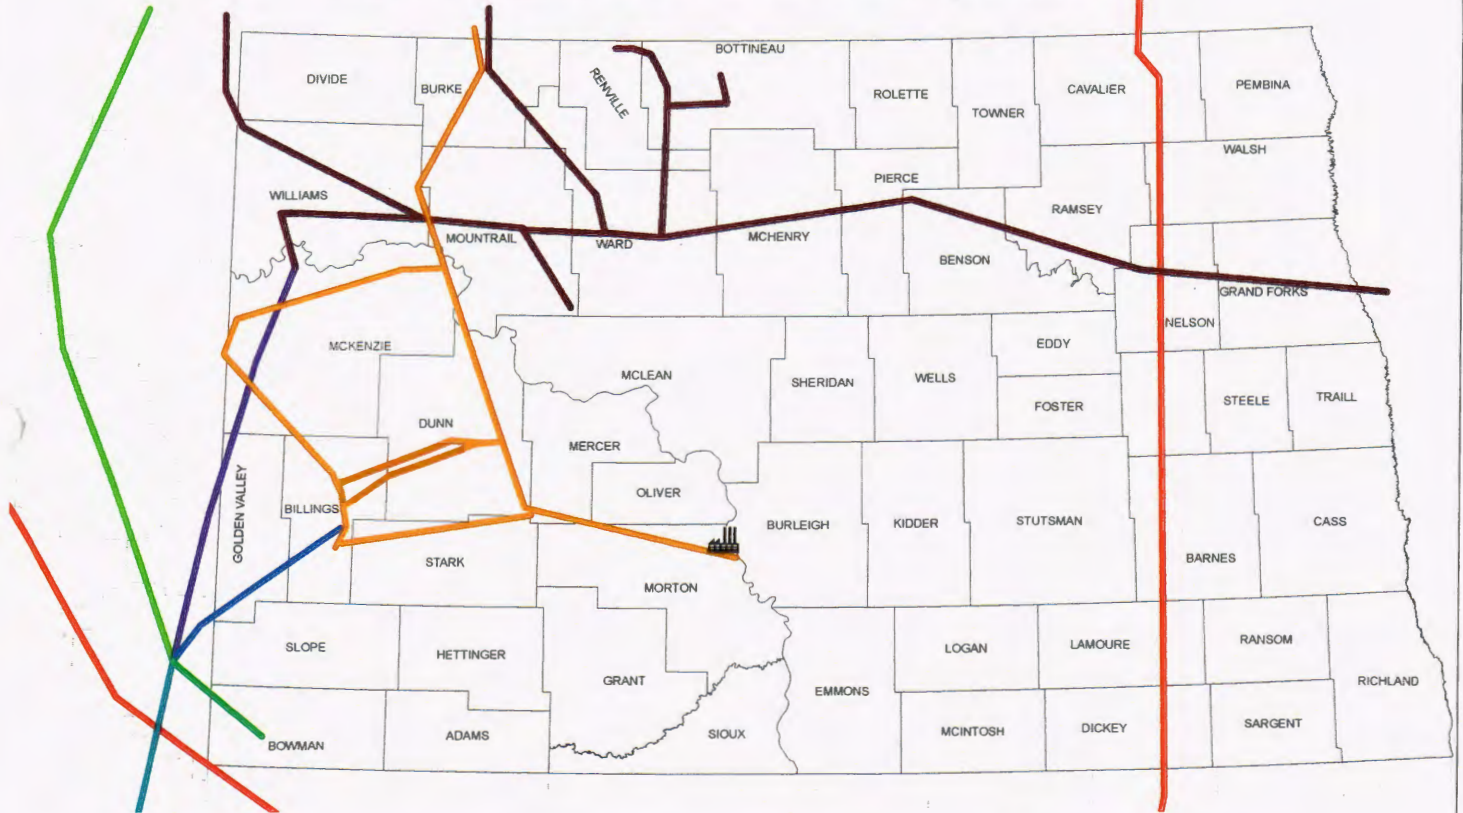 BOTTINEAU
DIVIDE
BURKE
RENVILLE
ROLETTE
TOWNER
CAVALIER
PEMBINA
WALSH
WILLIAMS
PIERCE
RAMSEY
MOUNTRAIL
WARD
MCHENRY
BENSON
GRAND FORKS
NELSON
MCKENZIE
MCLEAN
SHERIDAN
WELLS
EDDY
FOSTER
STEELE
TRAILL
DUNN
MERCER
OLIVER
GOLDEN VALLEY
BILLINGS
BURLEIGH
KIDDER
STUTSMAN
BARNES
CASS
STARK
MORTON
SLOPE
HETTINGER
GRANT
EMMONS
LOGAN
LAMOURE
RANSOM
RICHLAND
BOWMAN
ADAMS
SIOUX
MCINTOSH
DICKEY
SARGENT